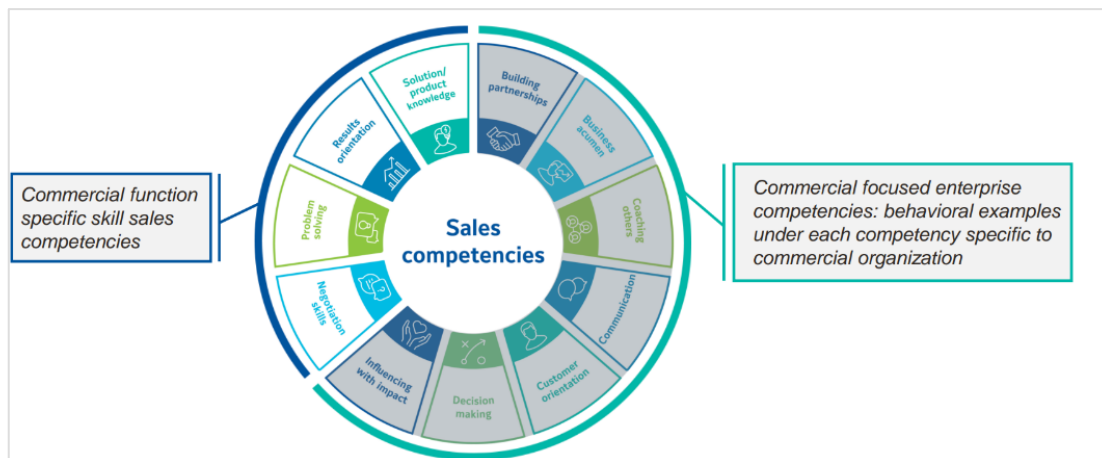 Solution/
product
knowledge
Building
partnerships
Business
acumen
Coaching
others
Communication
Customer
orientation
Decision
making
Influencing
with impact
Negotiation
skills
Problem
solving
Results
orientation
Sales
competencies
Commercial function
specific skill sales
competencies
Commercial focused enterprise
competencies: behavioral examples
under each competency specific to
commercial organization